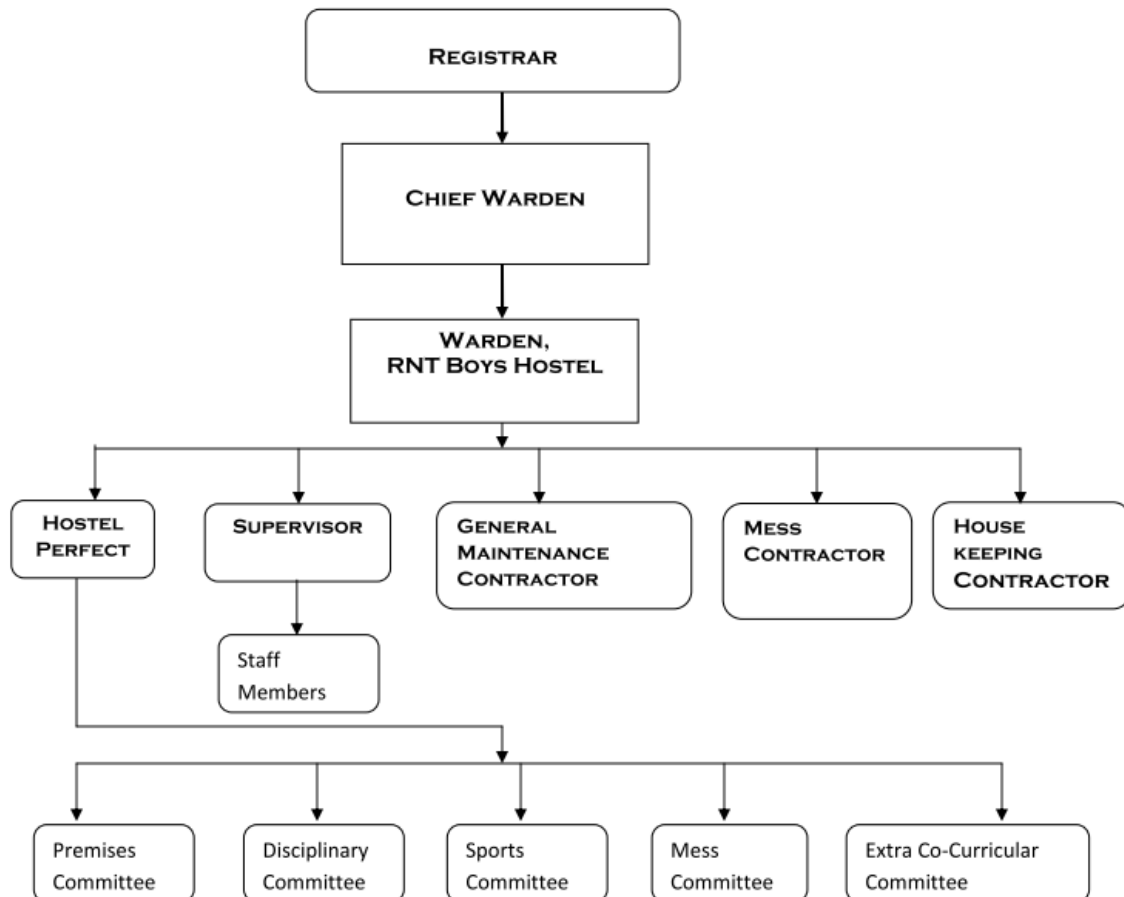 REGISTRAR
CHIEF WARDEN
WARDEN,
RNT BOYS HOSTEL
HOSTEL
PERFECT
SUPERVISOR
GENERAL
MAINTENANCE
CONTRACTOR
MESS
CONTRACTOR
HOUSE
KEEPING
CONTRACTOR
Staff
Members
Premises
Committee
Disciplinary
Committee
Sports
Committee
Mess
Committee
Extra Co-Curricular
Committee